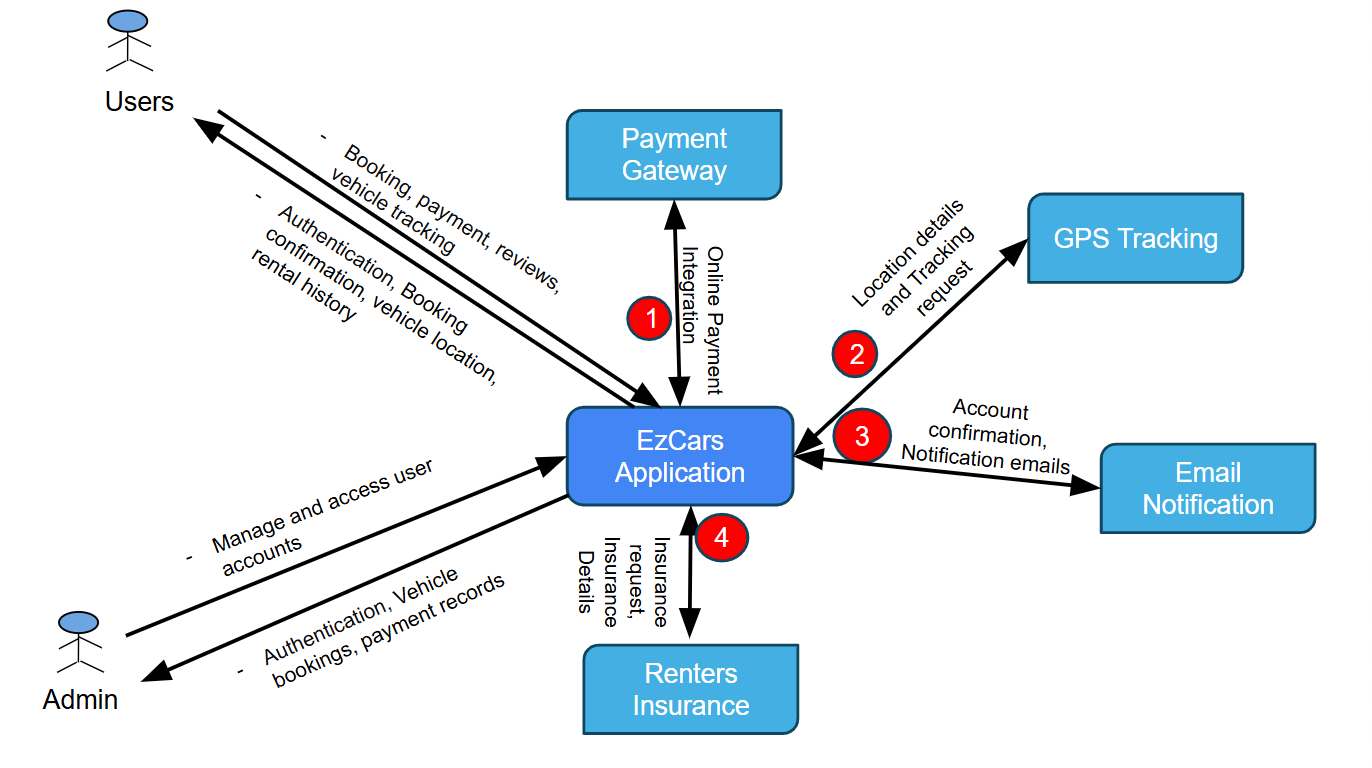 Users
- Booking, payment, reviews,
vehicle tracking
- Authentication, Booking
confirmation, vehicle location,
rental history
Payment
Gateway
Online Payment
Integration
1
GPS Tracking
Location details
and Tracking
request
2
EzCars
Application
3
Account
confirmation,
Notification emails
Email
Notification
- Manage and access user
accounts
- Authentication, Vehicle
bookings, payment records
4
Insurance
request,
Insurance
Details
Renters
Insurance
Admin